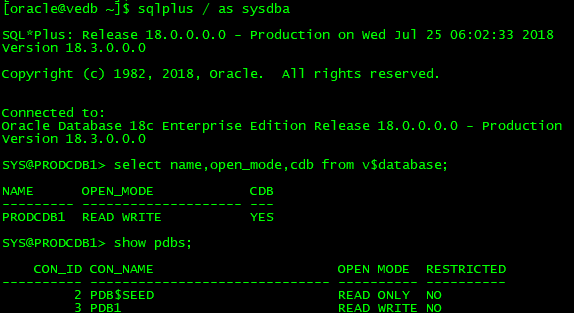 [oracle@vedb ~]$ sqlplus / as sysdba
SQL*Plus: Release 18.0.0.0.0 - Production on Wed Jul 25 06:02:33 2018
Version 18.3.0.0.0
Copyright (c) 1982, 2018, Oracle.  All rights reserved.
Connected to:
Oracle Database 18c Enterprise Edition Release 18.0.0.0.0 - Production
Version 18.3.0.0.0
SYS@PRODCDB1> select name,open_mode,cdb from v$database;
NAME      OPEN_MODE            CDB
--------- -------------------- ---
PRODCDB1  READ WRITE           YES
SYS@PRODCDB1> show pdbs;
    CON_ID CON_NAME                       OPEN MODE  RESTRICTED
---------- ------------------------------ ---------- ----------
         2 PDB$SEED                       READ ONLY  NO
         3 PDB1                           READ WRITE NO